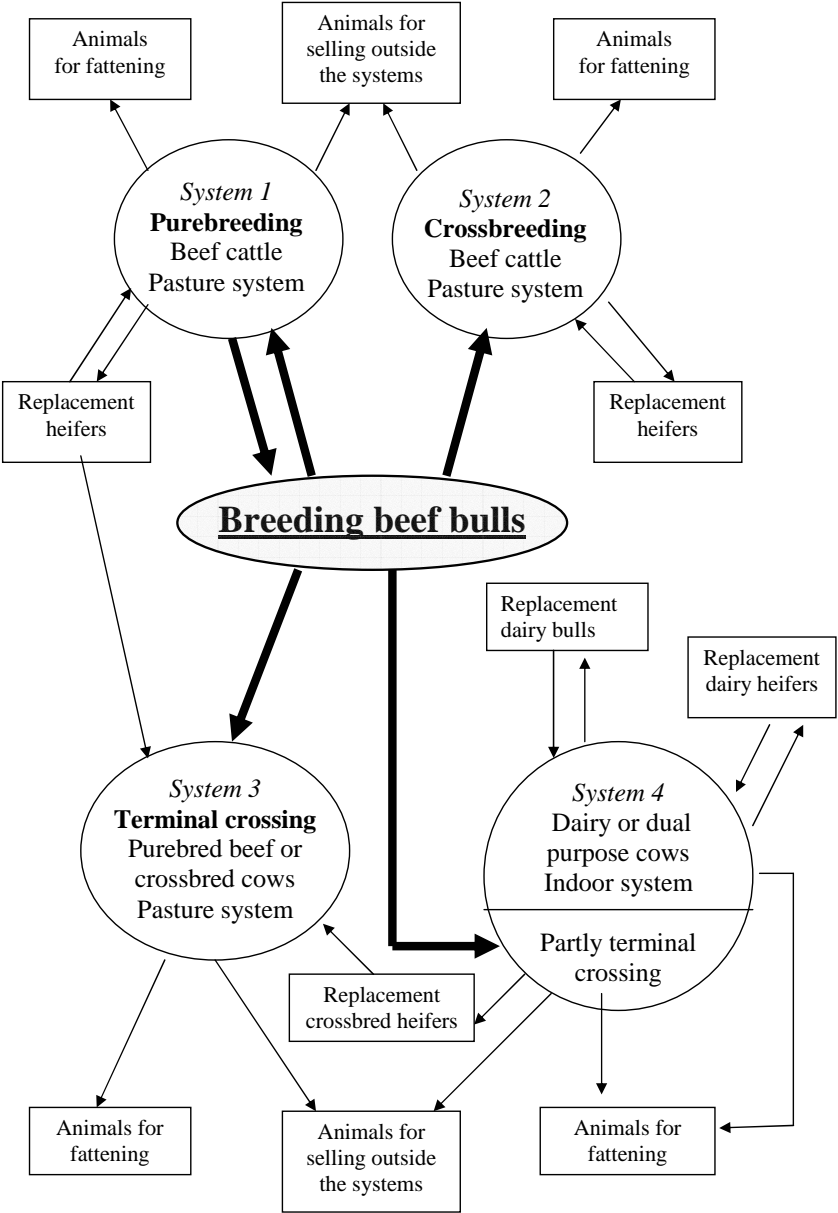 Animals
for fattening
Animals for
selling outside
the systems
Animals
for fattening
System 1
Purebreeding
Beef cattle
Pasture system
System 2
Crossbreeding
Beef cattle
Pasture system
Replacement
heifers
Replacement
heifers
Breeding beef bulls
Replacement
dairy bulls
Replacement
dairy heifers
System 3
Terminal crossing
Purebred beef or
crossbred cows
Pasture system
System 4
Dairy or dual
purpose cows
Indoor system
Partly terminal
crossing
Replacement
crossbred heifers
Animals for
fattening
Animals for
selling outside
the systems
Animals for
fattening